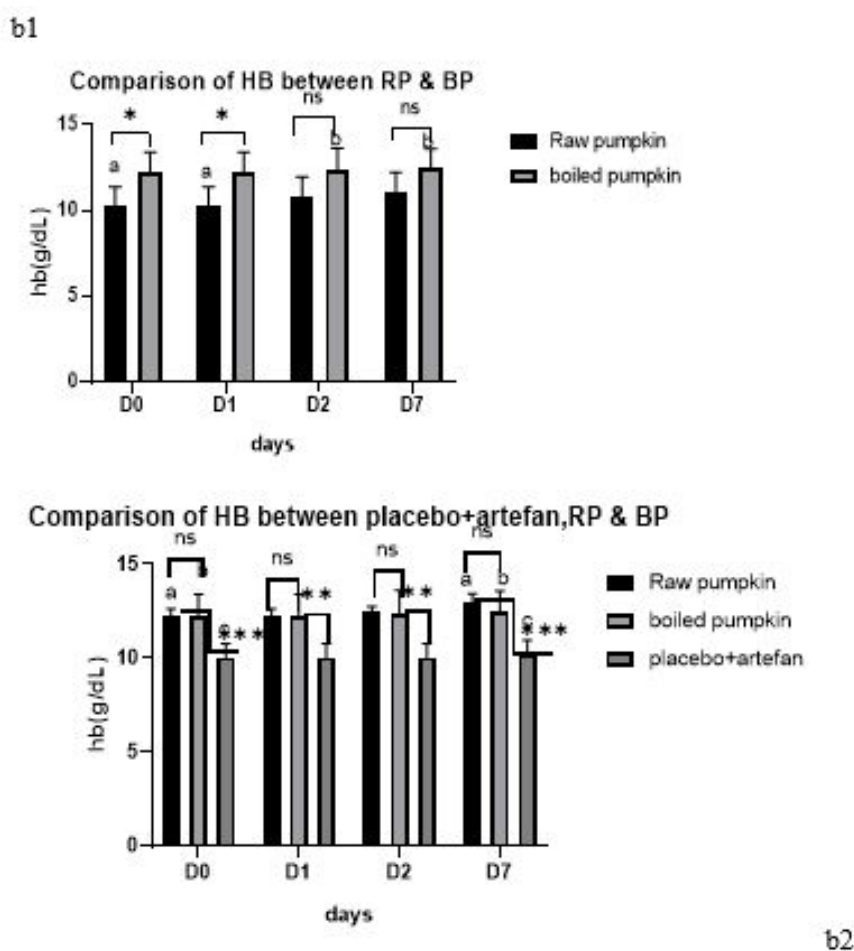 b1
Comparison of HB between RP & BP
* * ns ns
15
10
5
0
a a b b
hb(g/dL)
Raw pumpkin
boiled pumpkin
D0 D1 D2 D7
days
Comparison of HB between placebo+artefan,RP & BP
ns ns ns ns
15
10
5
0
a a b
*** ** ** ***
hb(g/dL)
Raw pumpkin
boiled pumpkin
placebo+artefan
D0 D1 D2 D7
days
b2